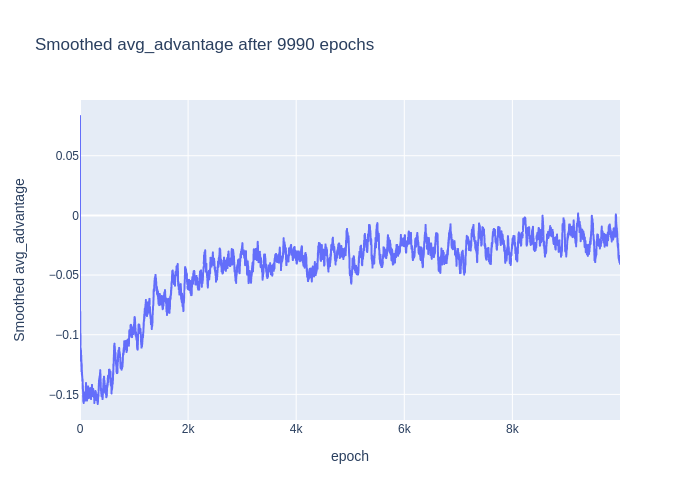 Smoothed avg_advantage after 9990 epochs
Smoothed avg_advantage
0.05
0
−0.05
−0.1
−0.15
0
2k
4k
6k
8k
epoch